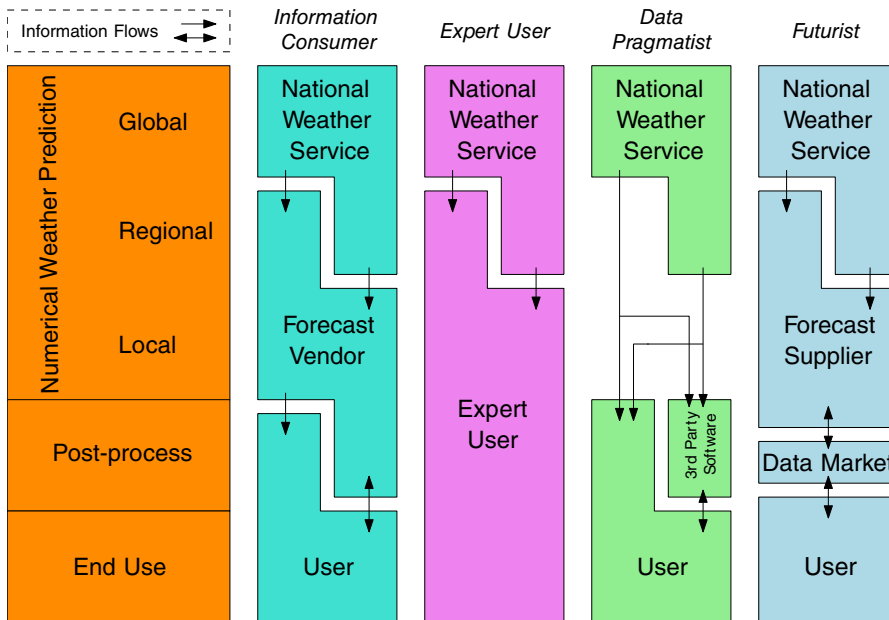 Information Flows
Information
Consumer
Expert User
Data
Pragmatist
Futurist
Numerical Weather Prediction
Global
Regional
Local
Post-process
End Use
National
Weather
Service
Forecast
Vendor
User
National
Weather
Service
Expert
User
National
Weather
Service
3rd Party
Software
User
National
Weather
Service
Forecast
Supplier
Data Market
User